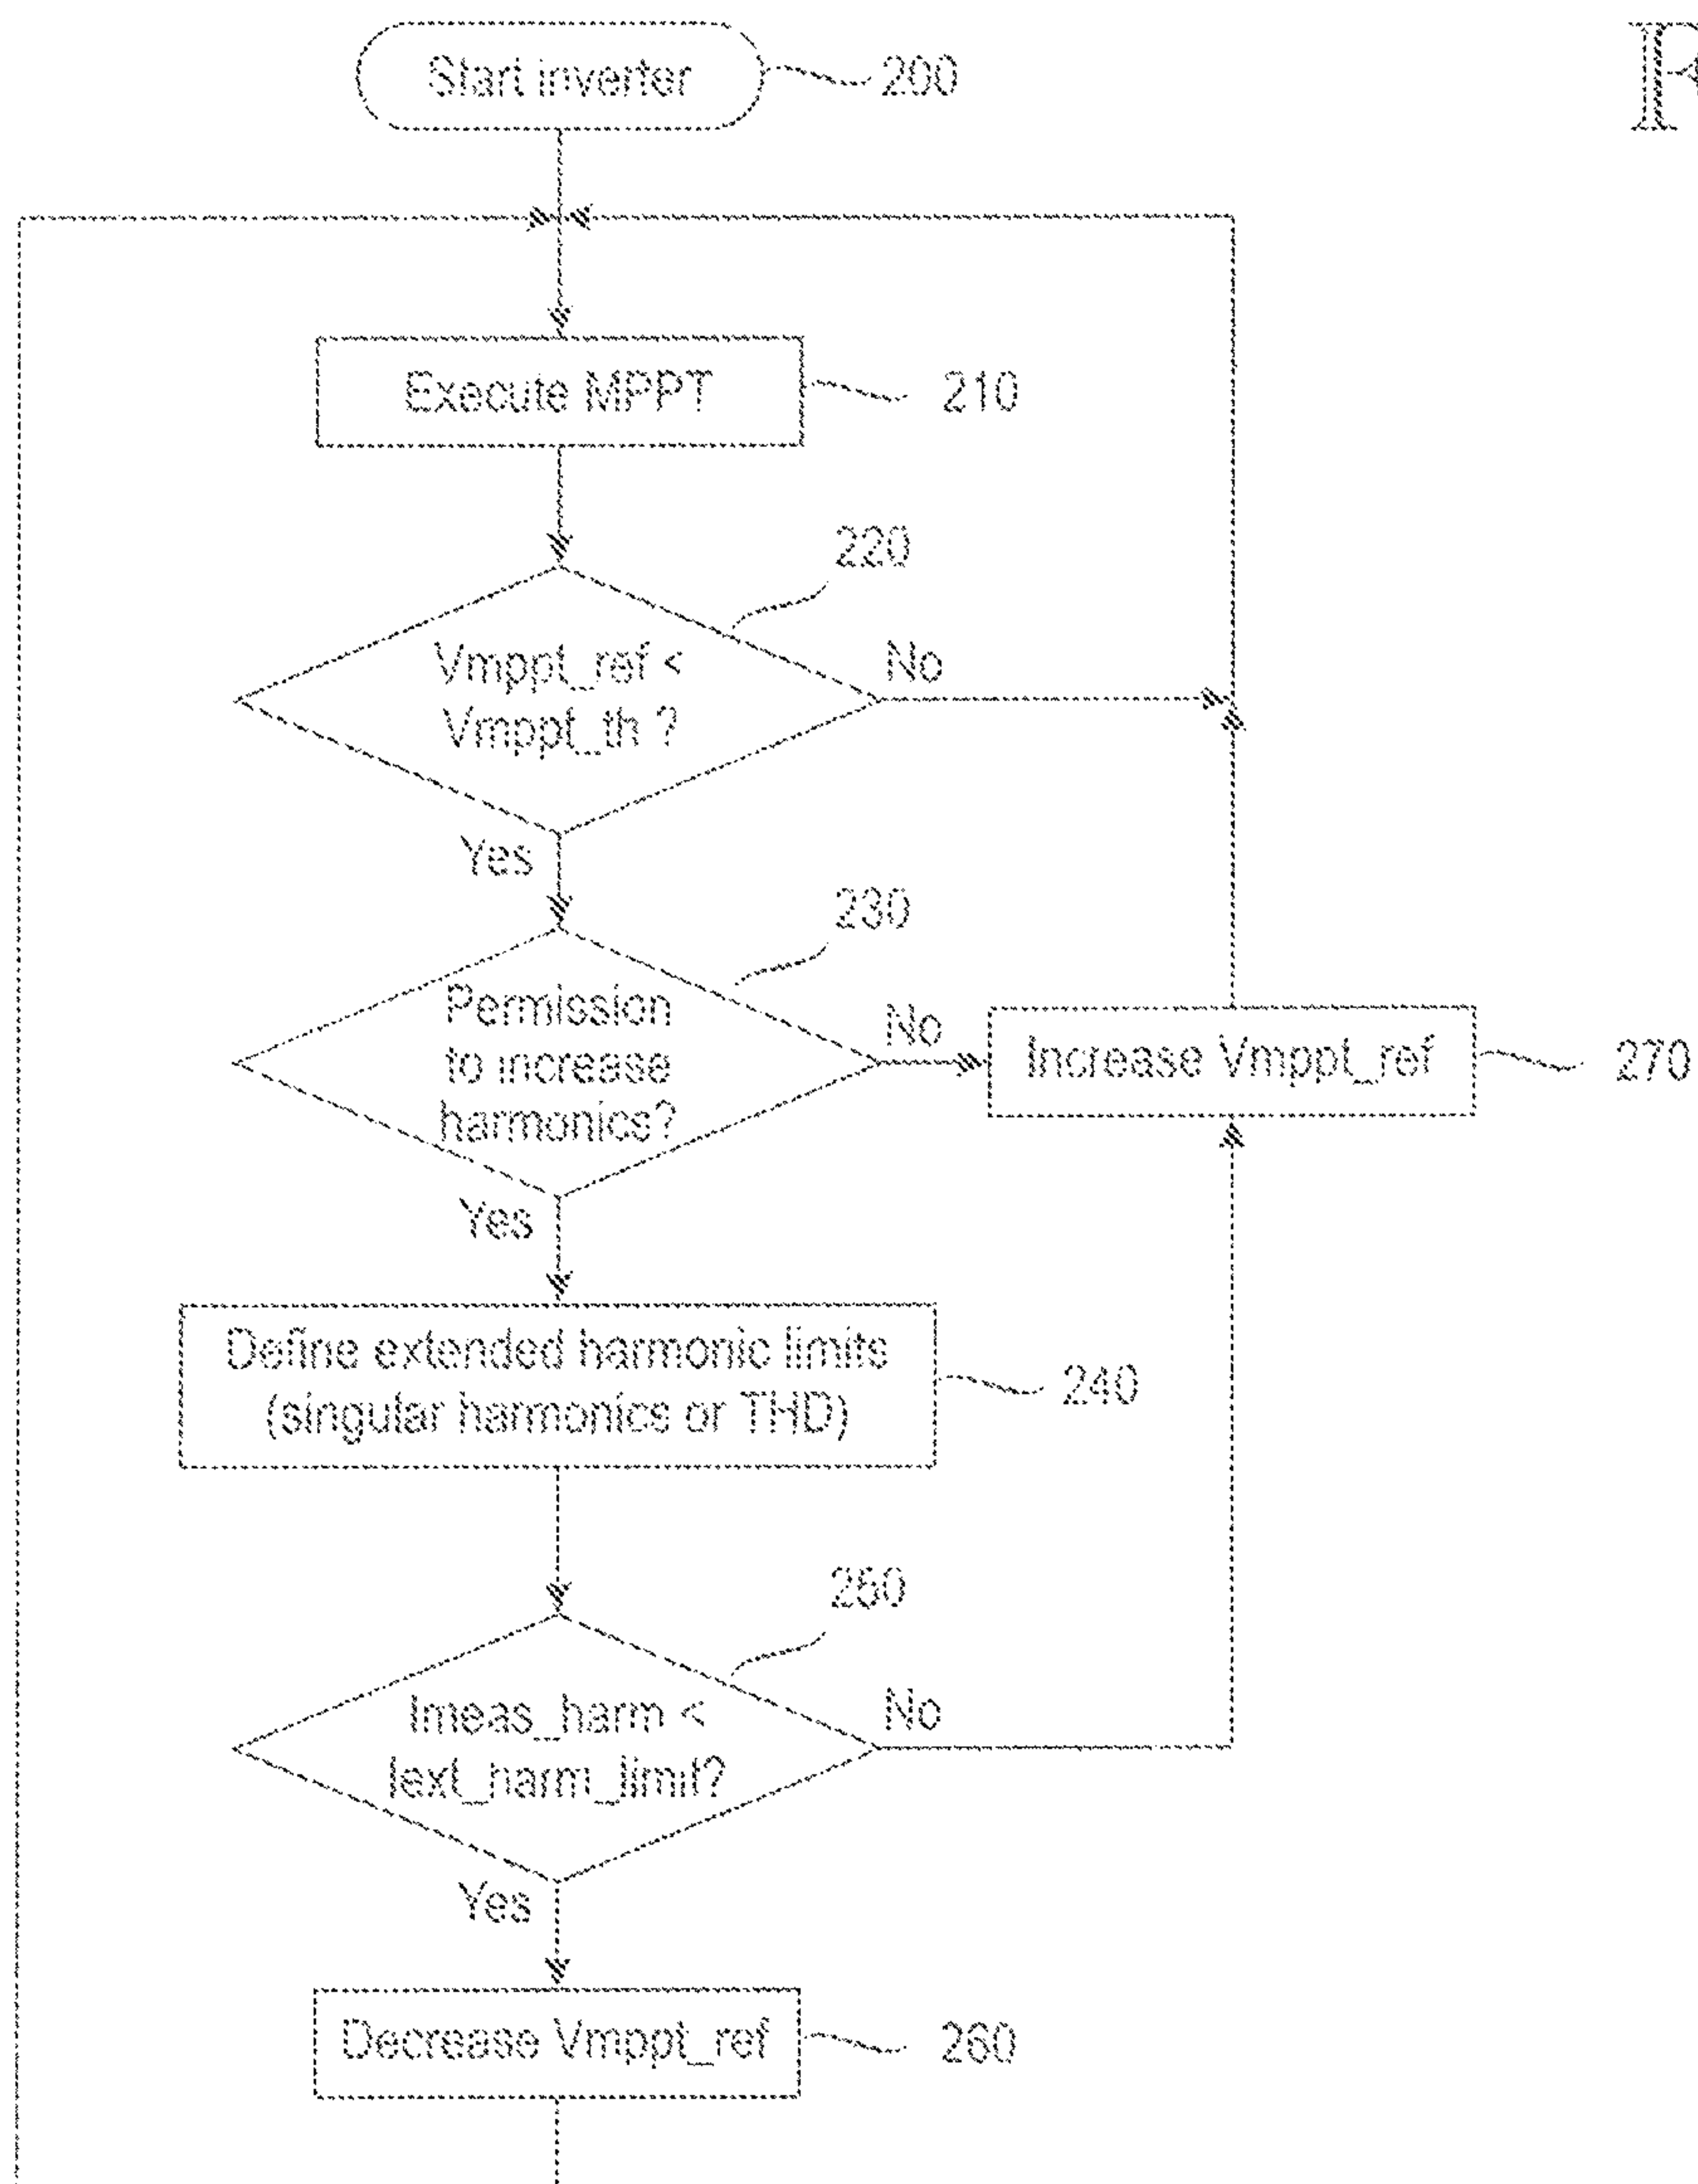 F
Start inverter
200
Execute MPPT
210
220
Vmppt_ref <
Vmppt_th ?
No
Yes
230
Permission
to increase
harmonics?
No
Increase Vmppt_ref
270
Yes
Define extended harmonic limits
(singular harmonics or THD)
240
250
Imeas_harm <
Iext_harm_limit?
No
Yes
Decrease Vmppt_ref
260